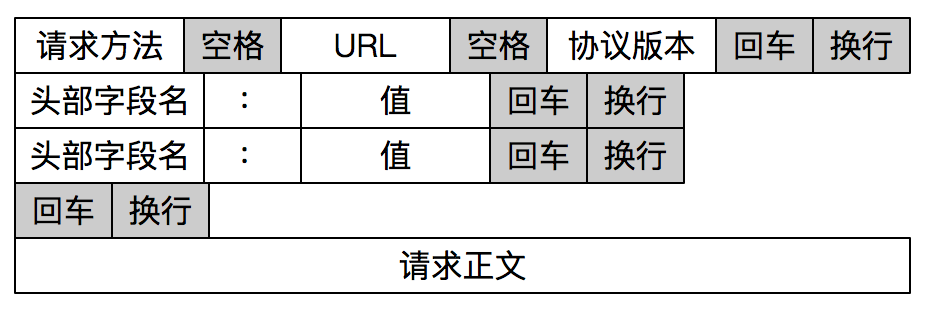 请求方法 空格 URL 空格 协议版本 回车 换行
头部字段名 : 值 回车 换行
头部字段名 : 值 回车 换行
回车 换行
请求正文